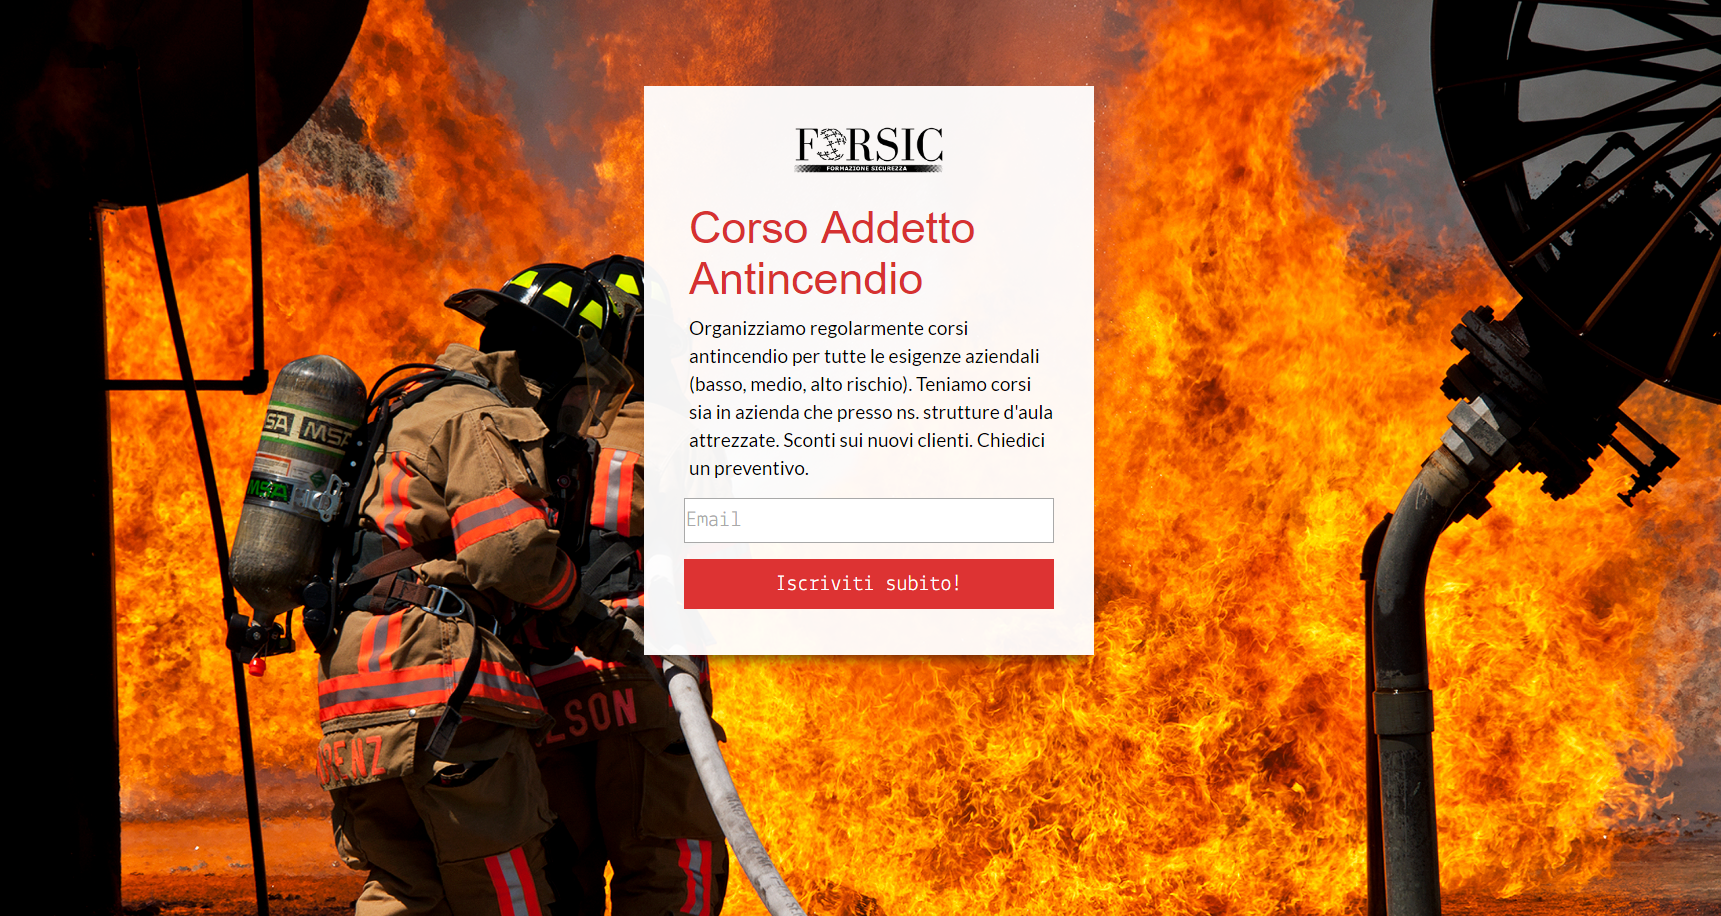 FORSIC
FORMAZIONE SICUREZZA
Corso Addetto
Antincendio
Organizziamo regolarmente corsi
antincendio per tutte le esigenze aziendali
(basso, medio, alto rischio). Teniamo corsi
sia in azienda che presso ns. strutture d'aula
attrezzate. Sconti sui nuovi clienti. Chiedici
un preventivo.
Email
Iscriviti subito!
SA MSA
MSA
LSON
RENZ